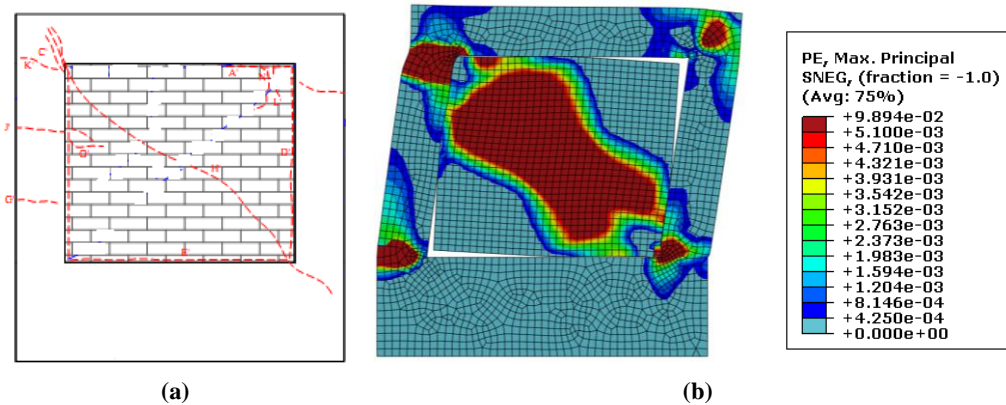 C
K
A
M
L
J
G'
D'
H
G
E'
(a)
(b)
PE, Max. Principal
SNEG, (fraction = -1.0)
(Avg: 75%)
+9.894e-02
+5.100e-03
+4.710e-03
+4.321e-03
+3.931e-03
+3.542e-03
+3.152e-03
+2.763e-03
+2.373e-03
+1.983e-03
+1.594e-03
+1.204e-03
+8.146e-04
+4.250e-04
+0.000e+00